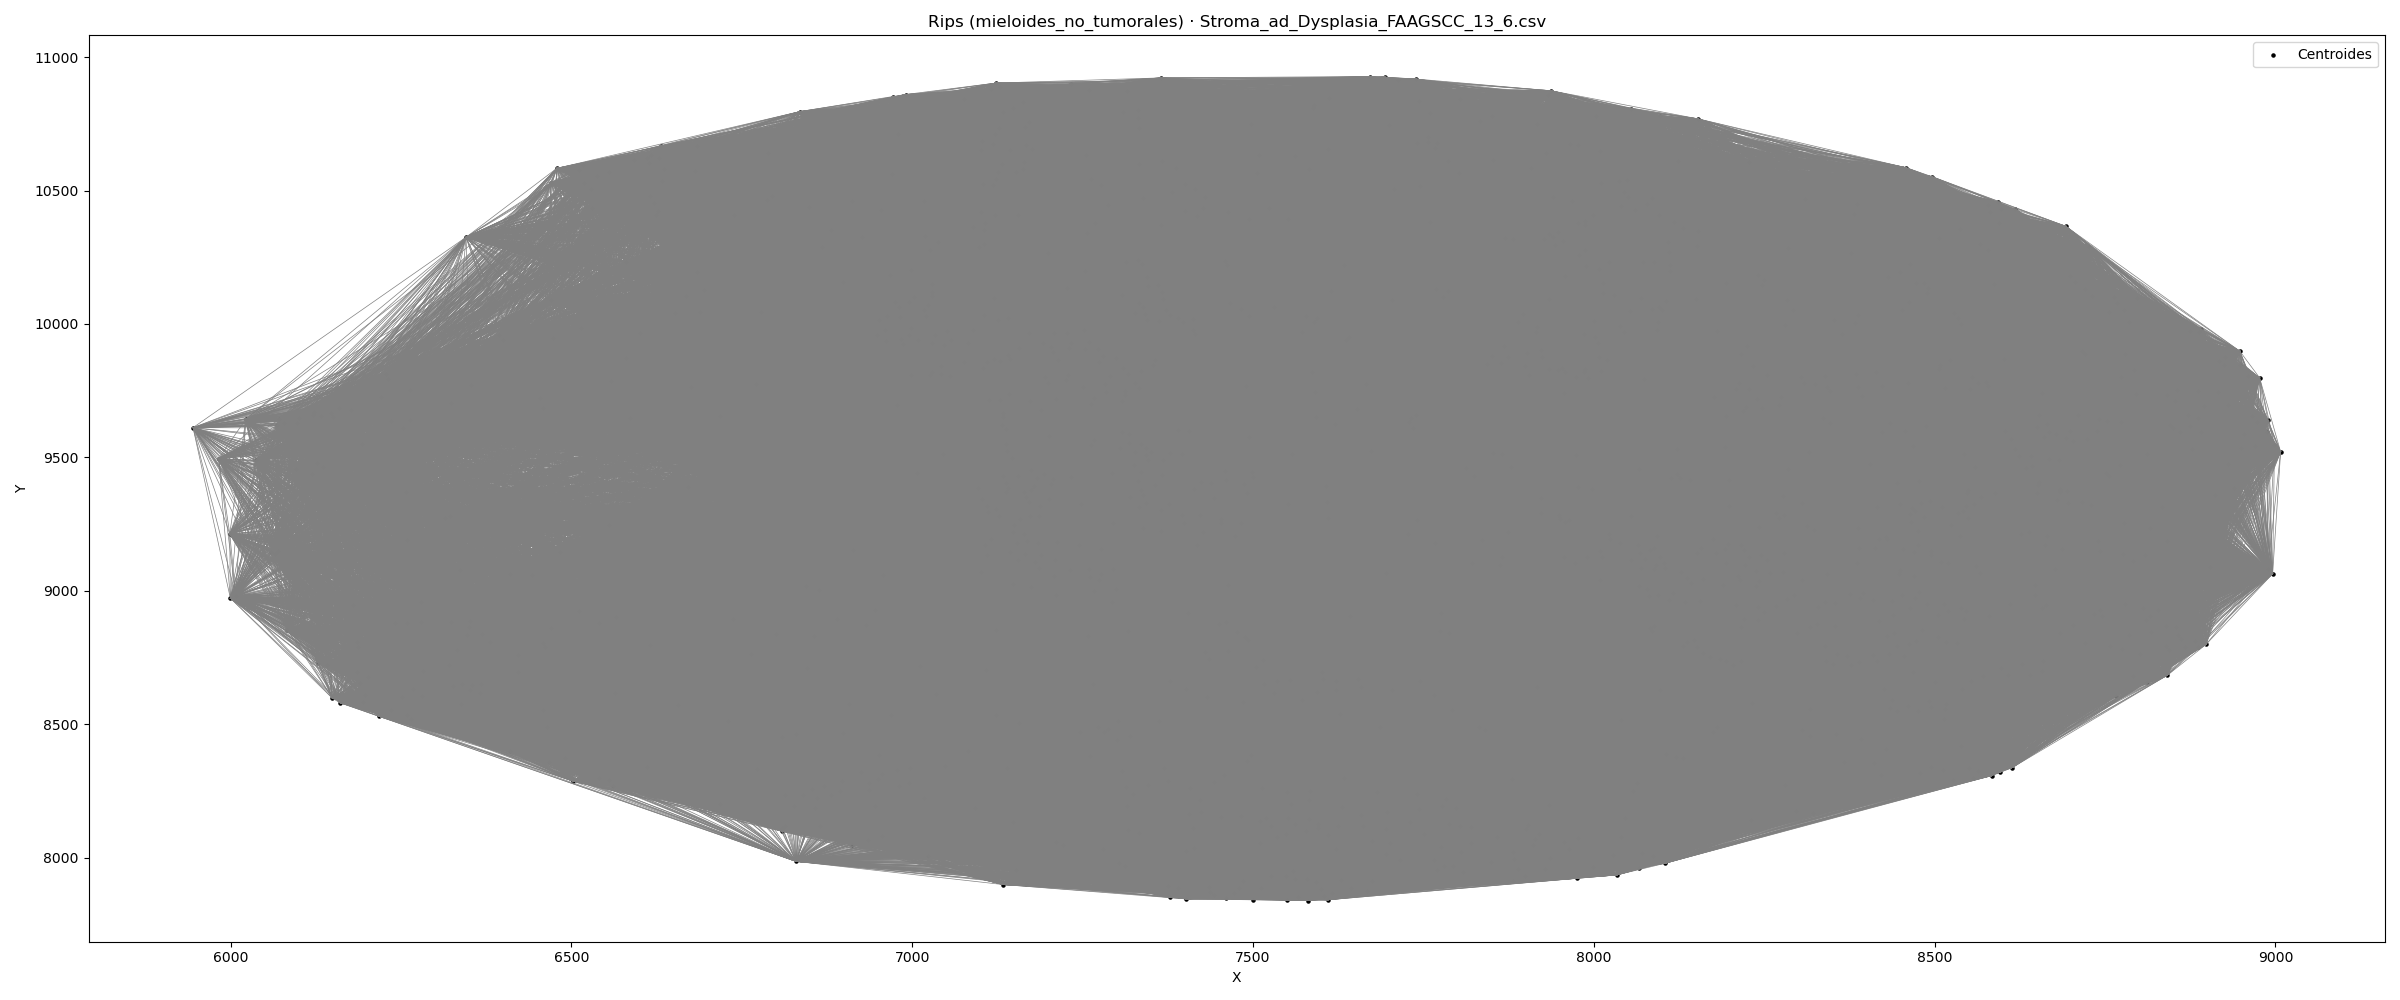 Rips (mieloides_no_tumorales) · Stroma_ad_Dysplasia_FAAGSCC_13_6.csv
Centroides
11000
10500
10000
9500
9000
8500
8000
Y
6000 6500 7000 7500 8000 8500 9000
X